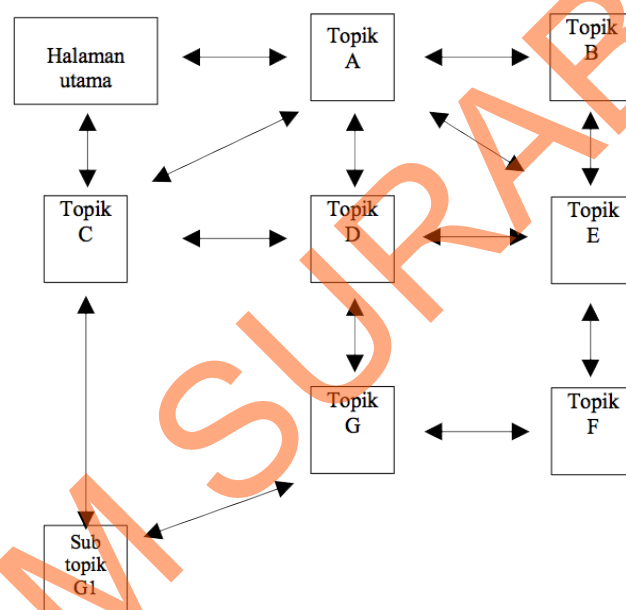 Halaman
utama
Topik
A
Topik
B
Topik
C
Topik
D
Topik
E
Topik
G
Topik
F
Sub
topik
G1
M SURAB